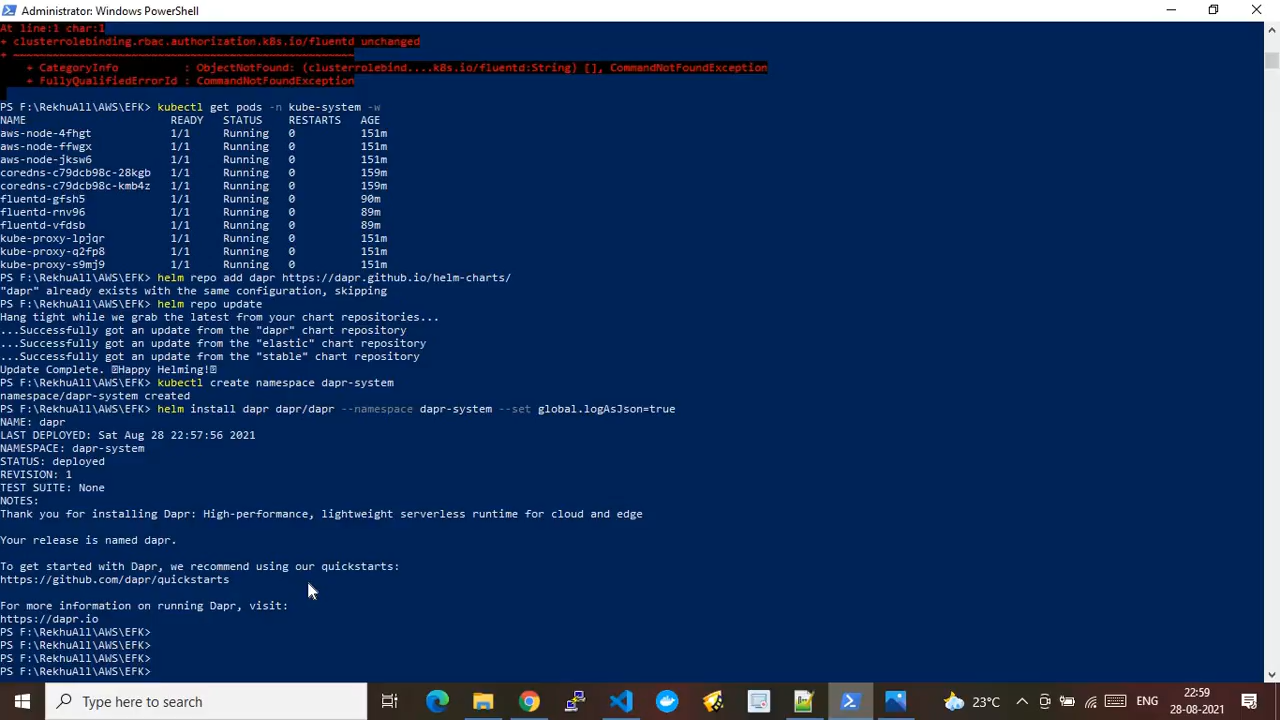 Administrator: Windows PowerShell
At line:1 char:1
+ clusterrolebinding.rbac.authorization.k8s.io/fluentd unchanged
+ ~~~~~~~~~~~~~~~~~~~~~~~~~~~~~~~~~~~~~~~~~~~~~~~~~~~~
+ CategoryInfo : ObjectNotFound: (clusterrolebind....k8s.io/fluentd:String) [], CommandNotFoundException
+ FullyQualifiedErrorId : CommandNotFoundException
PS F:\RekhuAll\AWS\EFK> kubectl get pods -n kube-system -w
NAME READY STATUS RESTARTS AGE
aws-node-4fhgt 1/1 Running 0 151m
aws-node-ffwgx 1/1 Running 0 151m
aws-node-jksw6 1/1 Running 0 151m
coredns-c79dcb98c-28kgb 1/1 Running 0 159m
coredns-c79dcb98c-kmb4z 1/1 Running 0 159m
fluentd-gfsh5 1/1 Running 0 90m
fluentd-rnv96 1/1 Running 0 89m
fluentd-vfdsb 1/1 Running 0 89m
kube-proxy-lpjqr 1/1 Running 0 151m
kube-proxy-q2fp8 1/1 Running 0 151m
kube-proxy-s9mj9 1/1 Running 0 151m
PS F:\RekhuAll\AWS\EFK> helm repo add dapr https://dapr.github.io/helm-charts/
"dapr" already exists with the same configuration, skipping
PS F:\RekhuAll\AWS\EFK> helm repo update
Hang tight while we grab the latest from your chart repositories...
...Successfully got an update from the "dapr" chart repository
...Successfully got an update from the "elastic" chart repository
...Successfully got an update from the "stable" chart repository
Update Complete. Happy Helming!
PS F:\RekhuAll\AWS\EFK> kubectl create namespace dapr-system
namespace/dapr-system created
PS F:\RekhuAll\AWS\EFK> helm install dapr dapr/dapr --namespace dapr-system --set global.logAsJson=true
NAME: dapr
LAST DEPLOYED: Sat Aug 28 22:57:56 2021
NAMESPACE: dapr-system
STATUS: deployed
REVISION: 1
TEST SUITE: None
NOTES:
Thank you for installing Dapr: High-performance, lightweight serverless runtime for cloud and edge
Your release is named dapr.
To get started with Dapr, we recommend using our quickstarts:
https://github.com/dapr/quickstarts
For more information on running Dapr, visit:
https://dapr.io
PS F:\RekhuAll\AWS\EFK>
PS F:\RekhuAll\AWS\EFK>
PS F:\RekhuAll\AWS\EFK>
PS F:\RekhuAll\AWS\EFK>
Type here to search
23°C
ENG
22:59
28-08-2021